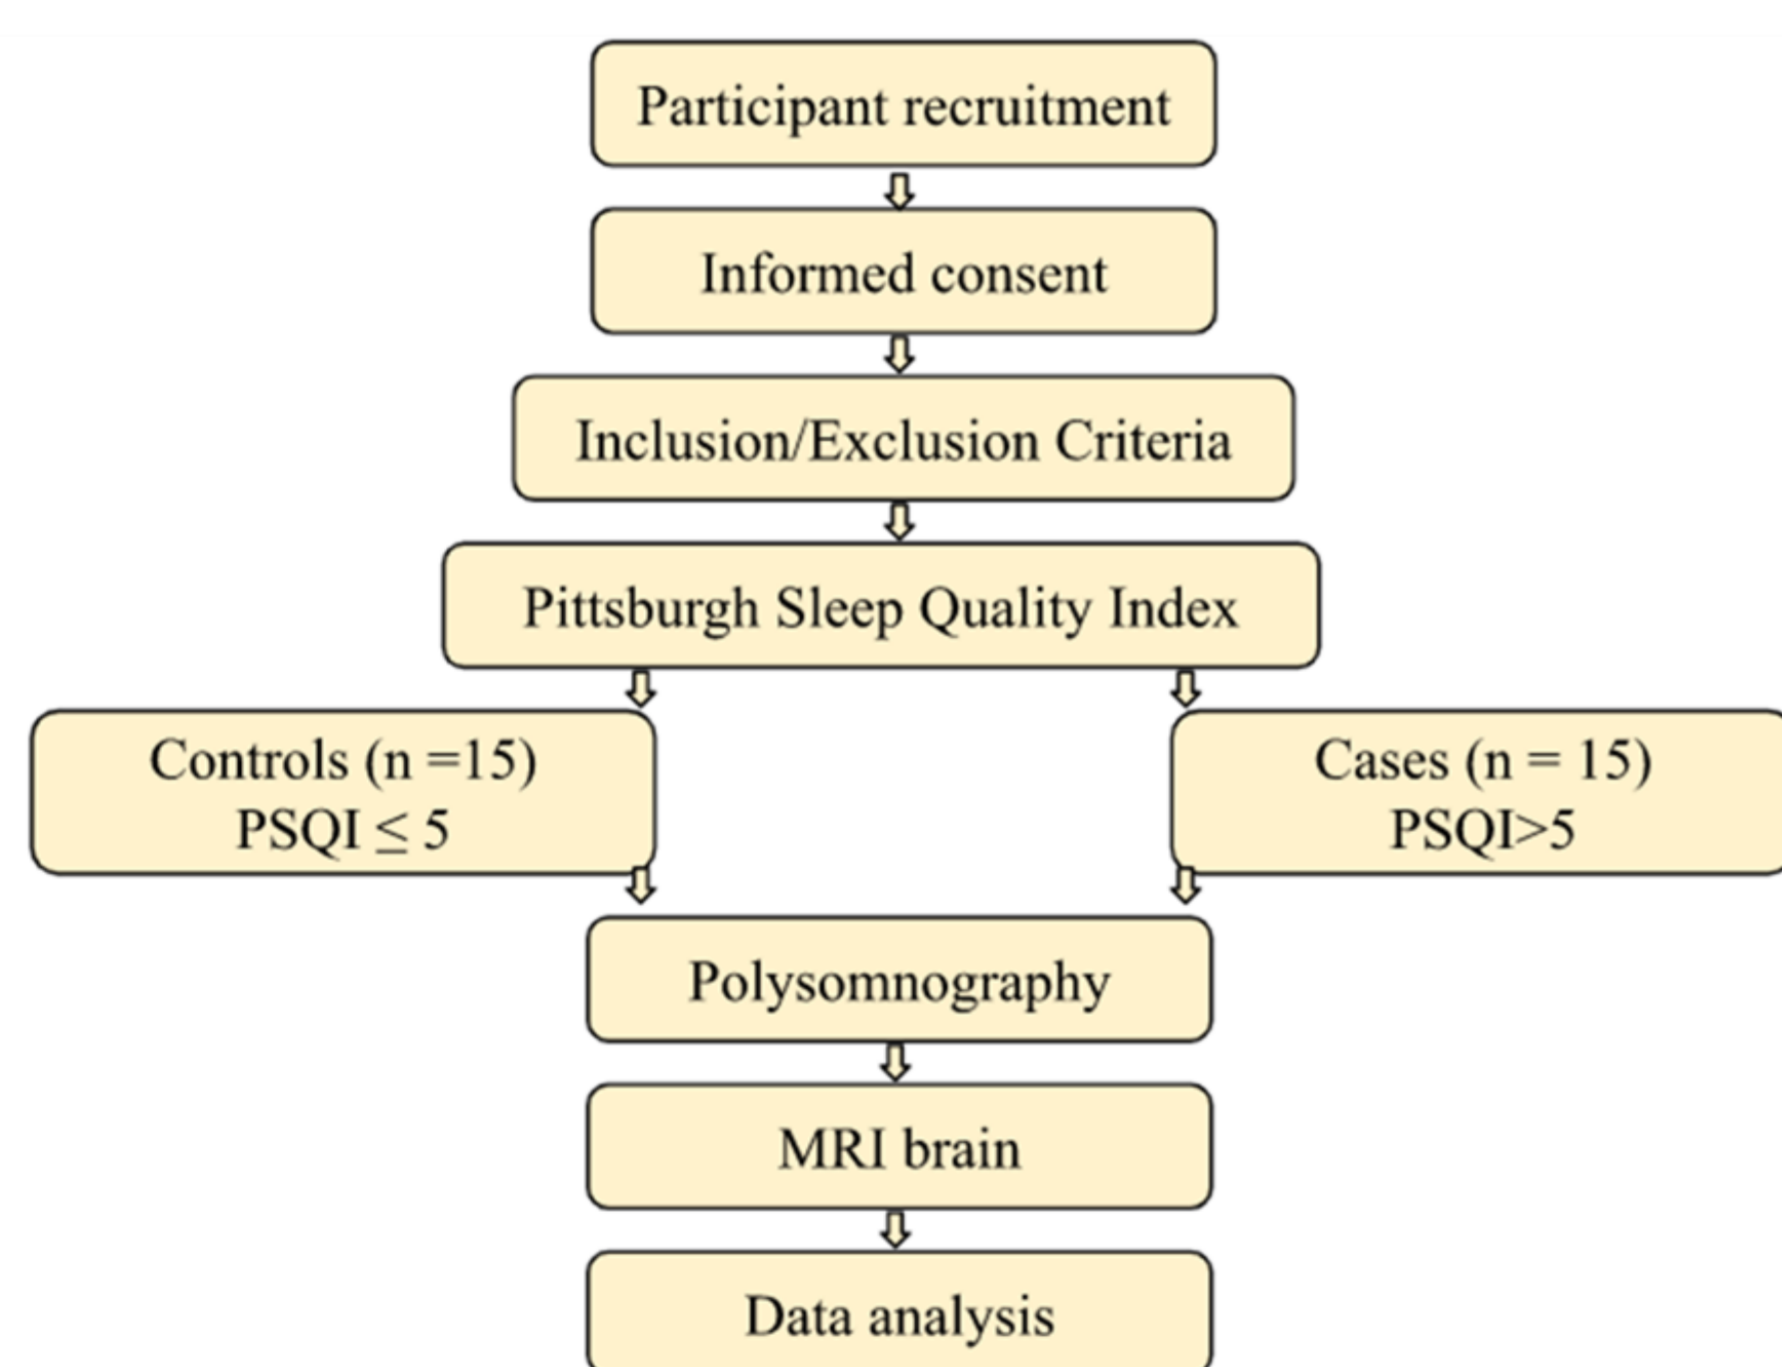 Participant recruitment
Informed consent
Inclusion/Exclusion Criteria
Pittsburgh Sleep Quality Index
Controls (n =15)
PSQI ≤ 5
Cases (n = 15)
PSQI>5
Polysomnography
MRI brain
Data analysis